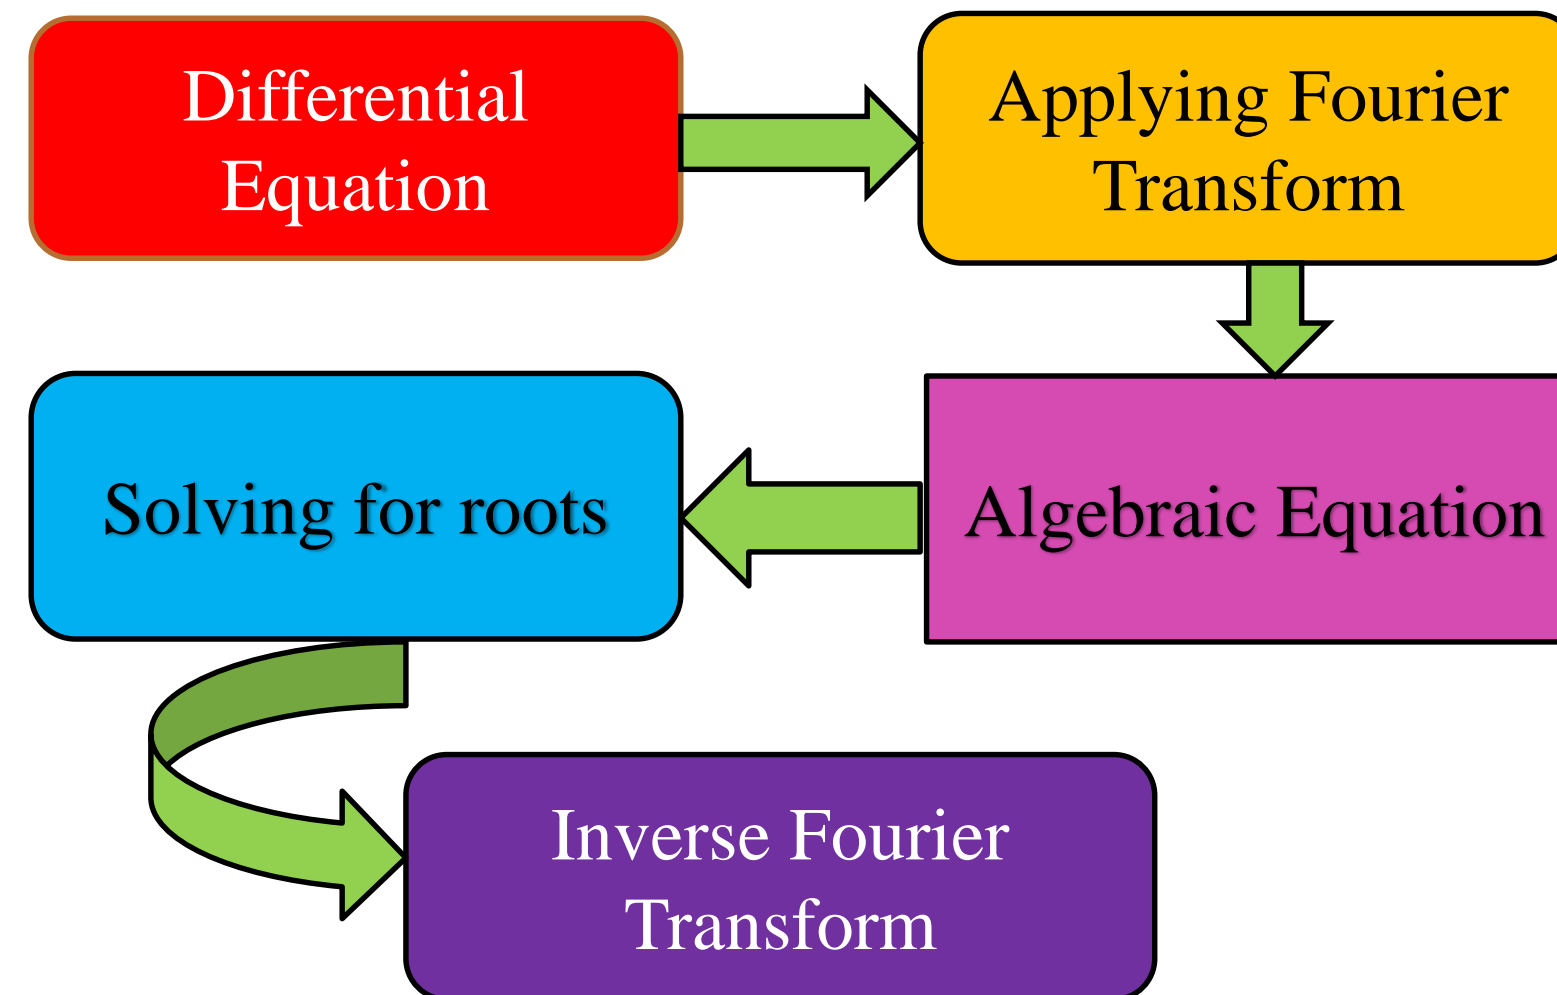 Differential
Equation
Applying Fourier
Transform
Algebraic Equation
Solving for roots
Inverse Fourier
Transform